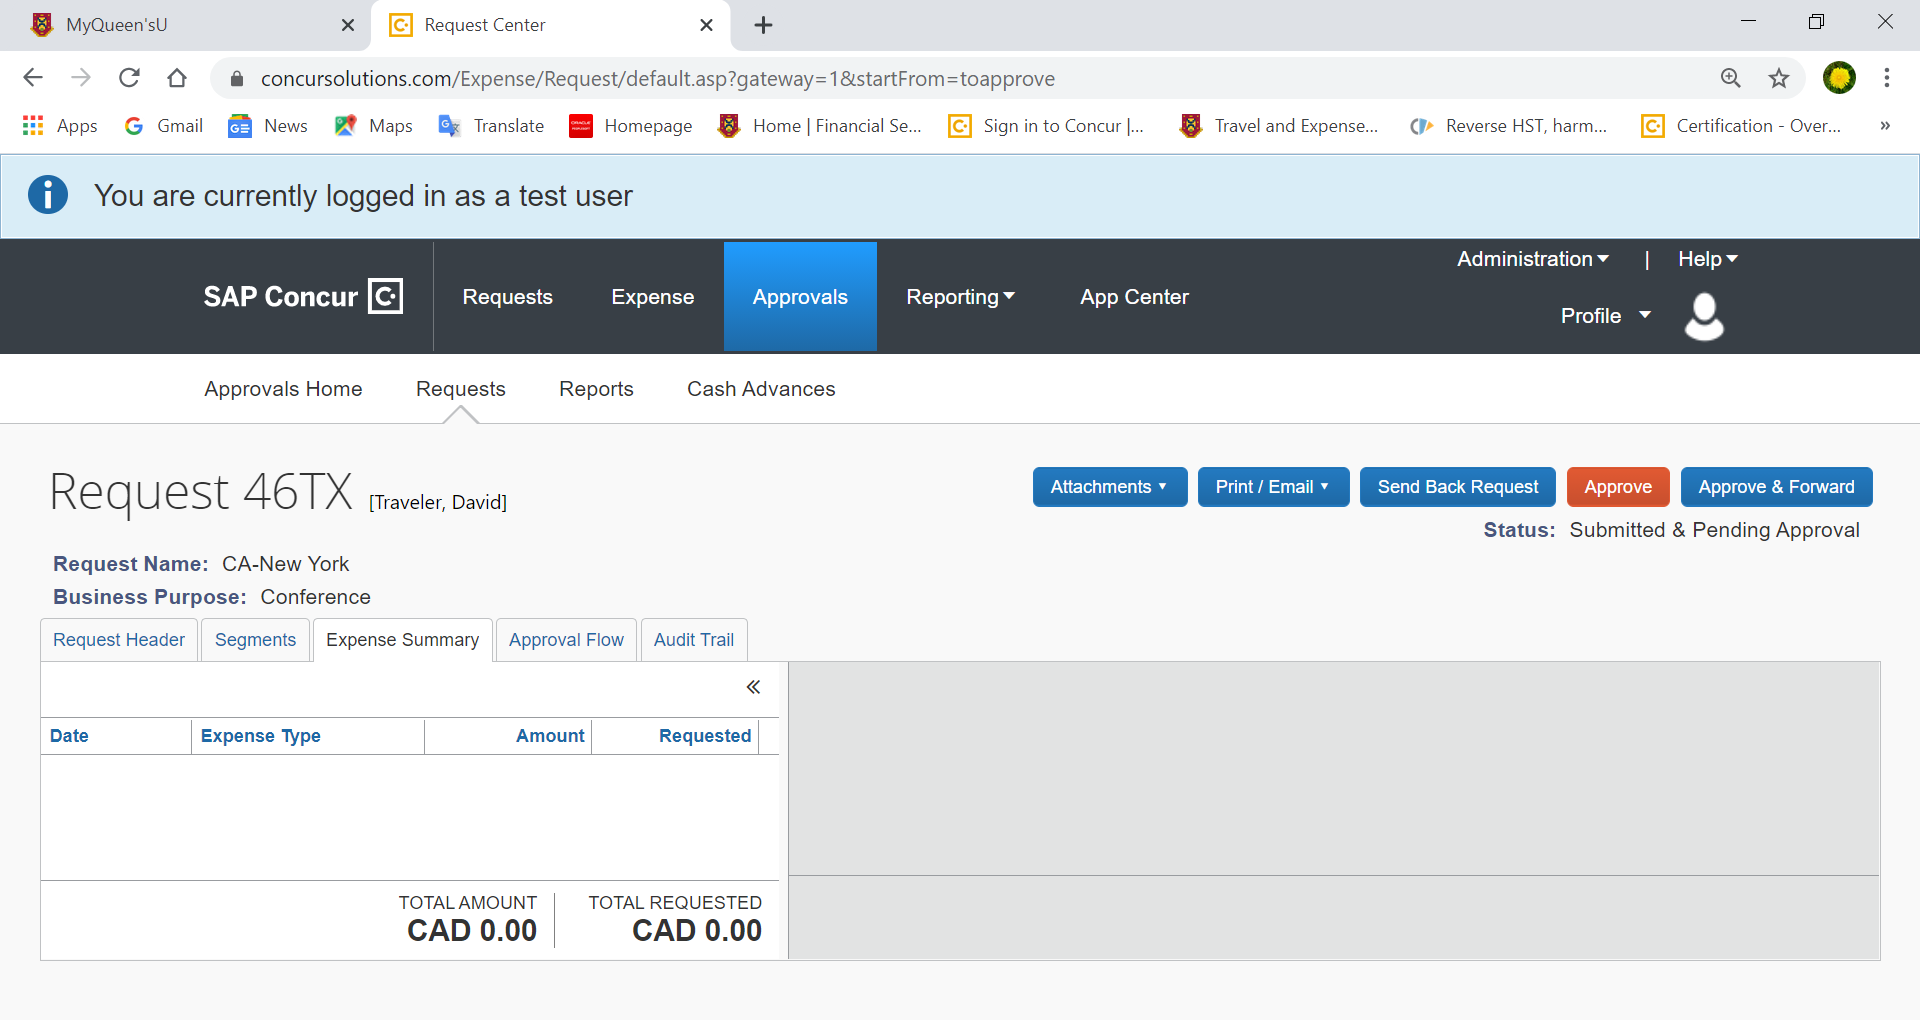 MyQueen'sU
Request Center
concursolutions.com/Expense/Request/default.asp?gateway=1&startFrom=toapprove
Apps Gmail News Maps Translate Homepage Home | Financial Se... Sign in to Concur |... Travel and Expense... Reverse HST, harm... Certification - Over... »
You are currently logged in as a test user
Administration | Help
SAP Concur Requests Expense Approvals Reporting App Center
Profile
Approvals Home Requests Reports Cash Advances
Request 46TX [Traveler, David]
Attachments Print / Email Send Back Request Approve Approve & Forward
Status: Submitted & Pending Approval
Request Name: CA-New York
Business Purpose: Conference
Request Header Segments Expense Summary Approval Flow Audit Trail
Date Expense Type Amount Requested
TOTAL AMOUNT TOTAL REQUESTED
CAD 0.00 CAD 0.00